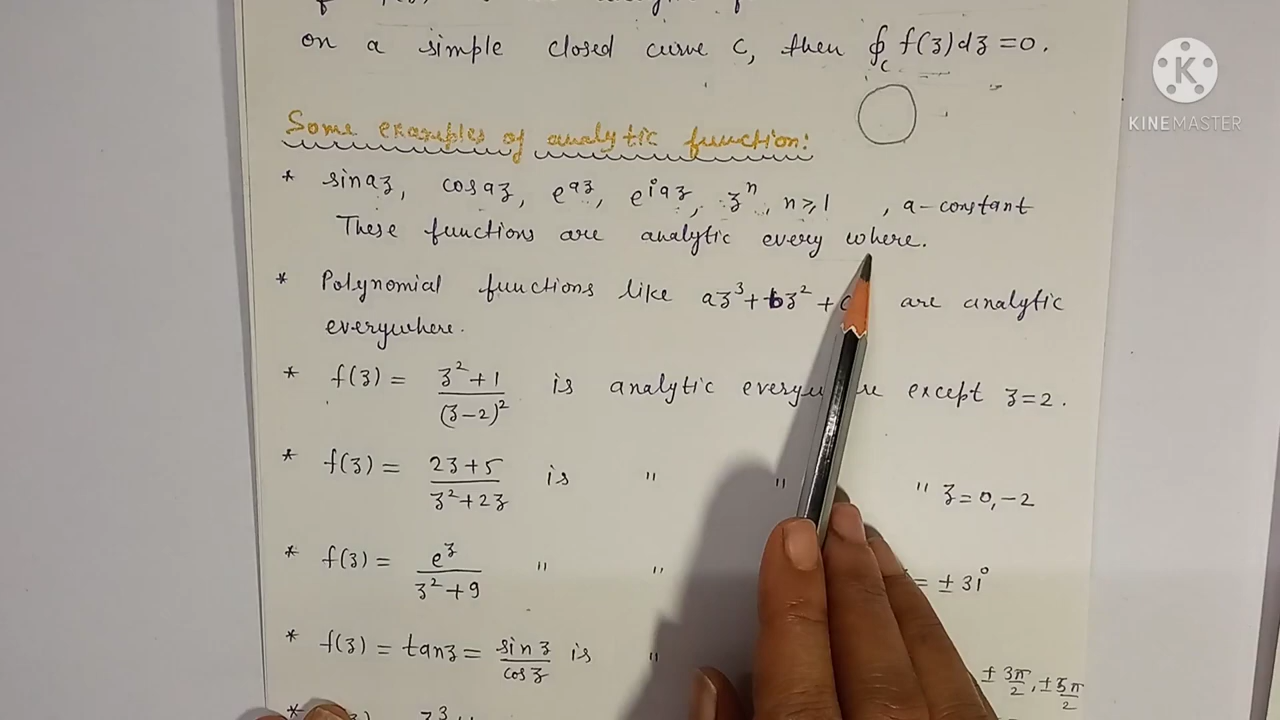 on a simple closed curve C, then ∮_C f(z)dz = 0.
Some examples of analytic function:
* sin az, cos az, e^{az}, e^{iaz}, z^n, n ≥ 1, a - constant
These functions are analytic every where.
* Polynomial functions like az³ + bz² + are analytic
everywhere.
* f(z) = (z²+1)/(z-2)² is analytic except z=2.
* f(z) = (2z+5)/(z²+2z) is " " " z=0,-2
* f(z) = e^z/(z²+9) " " = ±3i
* f(z) = tan z = sin z/cos z is " ±3π/2, ±5π/2
KINEMASTER